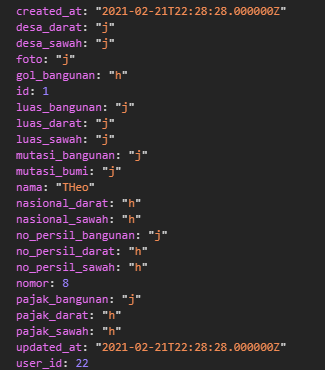 created_at: "2021-02-21T22:28:28.000000Z"
desa_darat: "j"
desa_sawah: "j"
foto: "j"
gol_bangunan: "h"
id: 1
luas_bangunan: "j"
luas_darat: "j"
luas_sawah: "j"
mutasi_bangunan: "j"
mutasi_bumi: "j"
nama: "THeo"
nasional_darat: "h"
nasional_sawah: "h"
no_persil_bangunan: "j"
no_persil_darat: "h"
no_persil_sawah: "h"
nomor: 8
pajak_bangunan: "j"
pajak_darat: "h"
pajak_sawah: "h"
updated_at: "2021-02-21T22:28:28.000000Z"
user_id: 22